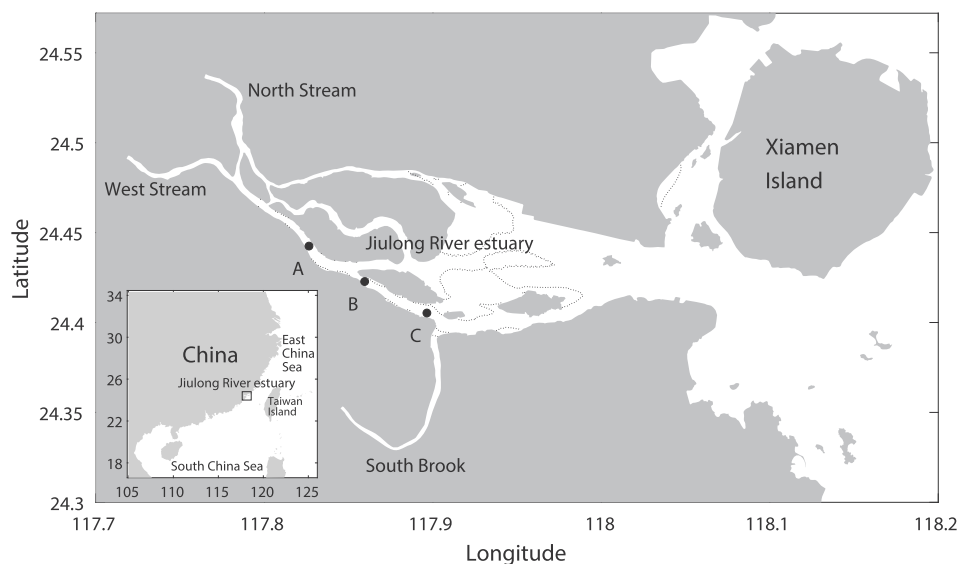 24.55
24.5
24.45
24.4
24.35
24.3
Latitude
North Stream
West Stream
Xiamen
Island
Jiulong River estuary
A
B
C
South Brook
34
30
26
22
18
China
East
China
Sea
Jiulong River estuary
Taiwan
Island
South China Sea
105 110 115 120 125
117.7 117.8 117.9 118 118.1 118.2
Longitude